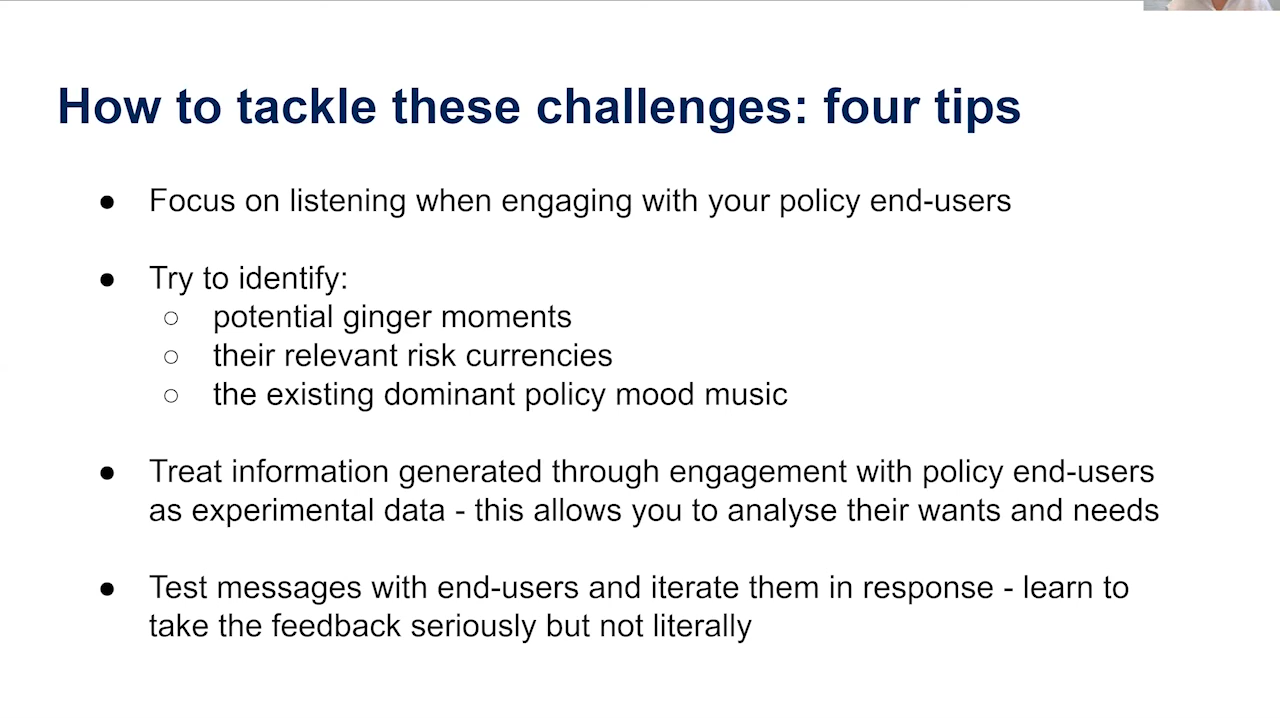 How to tackle these challenges: four tips
● Focus on listening when engaging with your policy end-users
● Try to identify:
○ potential ginger moments
○ their relevant risk currencies
○ the existing dominant policy mood music
● Treat information generated through engagement with policy end-users
as experimental data - this allows you to analyse their wants and needs
● Test messages with end-users and iterate them in response - learn to
take the feedback seriously but not literally